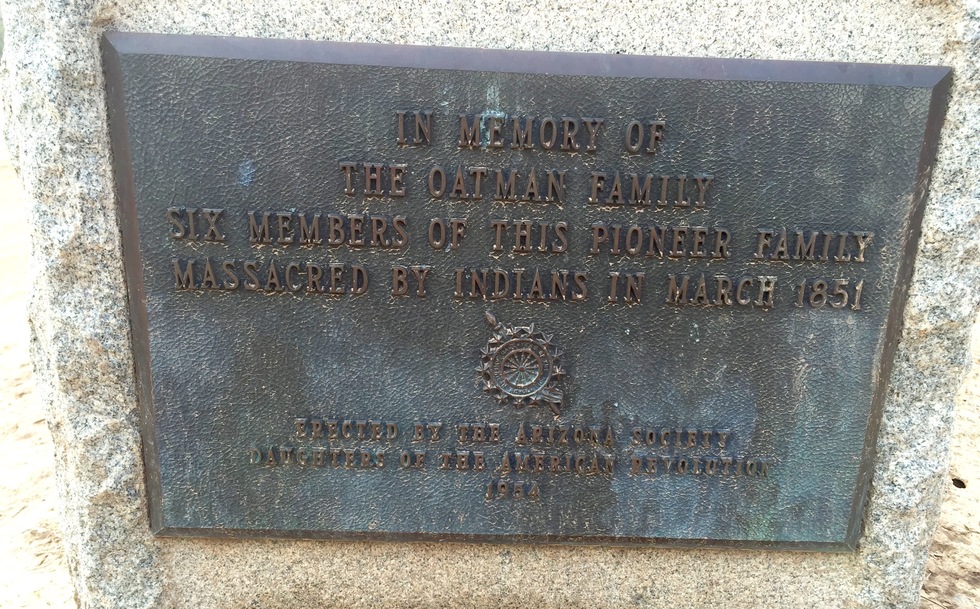 IN MEMORY OF
THE OATMAN FAMILY
SIX MEMBERS OF THIS PIONEER FAMILY
MASSACRED BY INDIANS IN MARCH 1851
ERECTED BY THE ARIZONA SOCIETY
DAUGHTERS OF THE AMERICAN REVOLUTION
1954